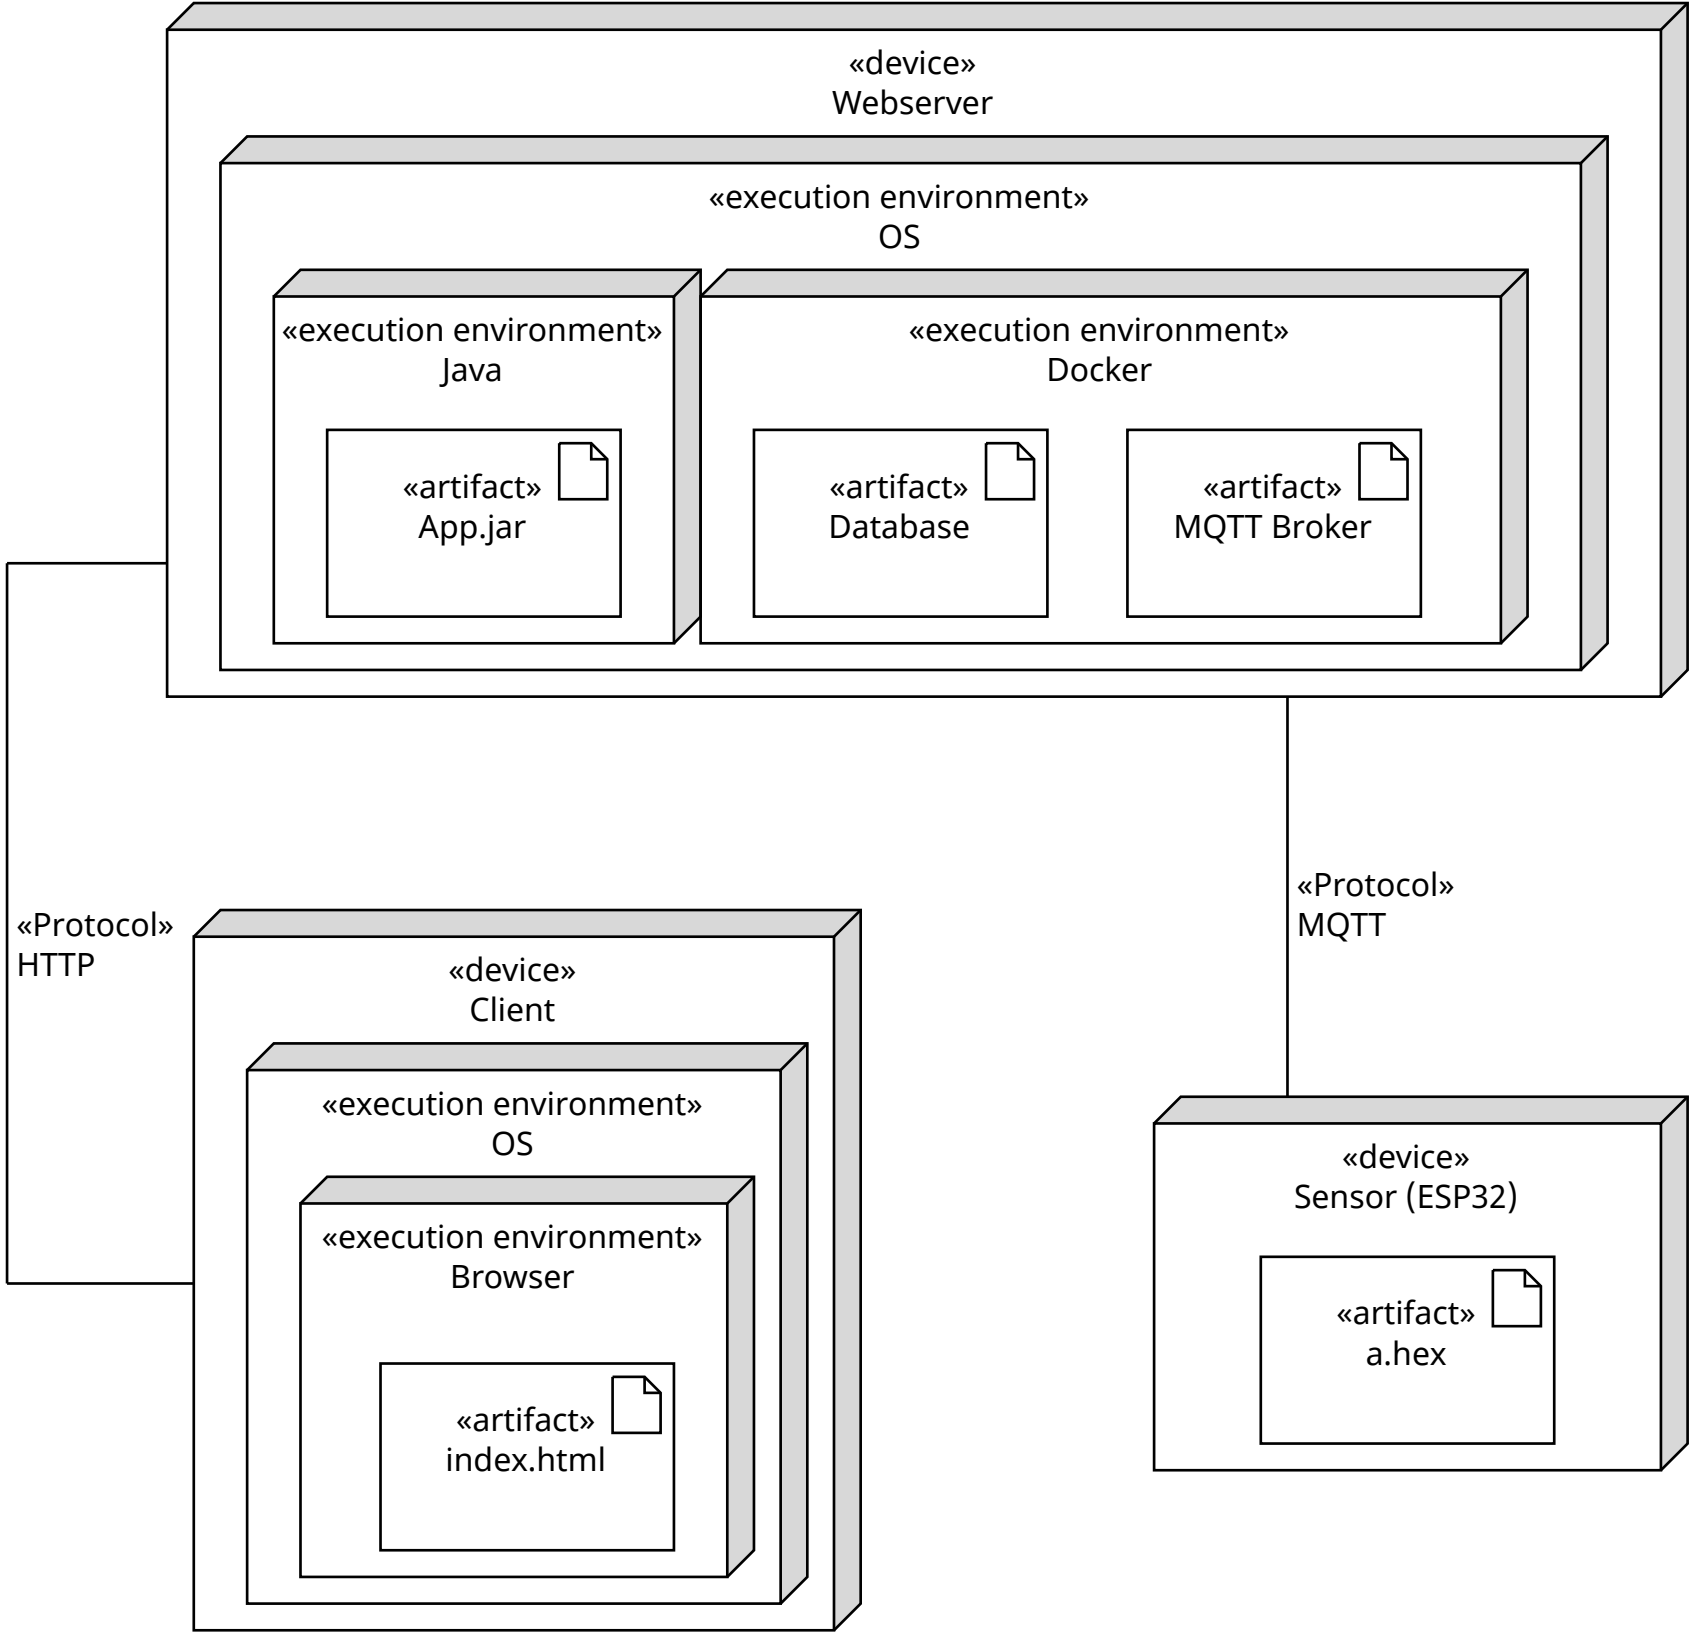 «device»
Webserver
«execution environment»
OS
«execution environment»
Java
«execution environment»
Docker
«artifact»
App.jar
«artifact»
Database
«artifact»
MQTT Broker
«Protocol»
HTTP
«Protocol»
MQTT
«device»
Client
«execution environment»
OS
«execution environment»
Browser
«artifact»
index.html
«device»
Sensor (ESP32)
«artifact»
a.hex